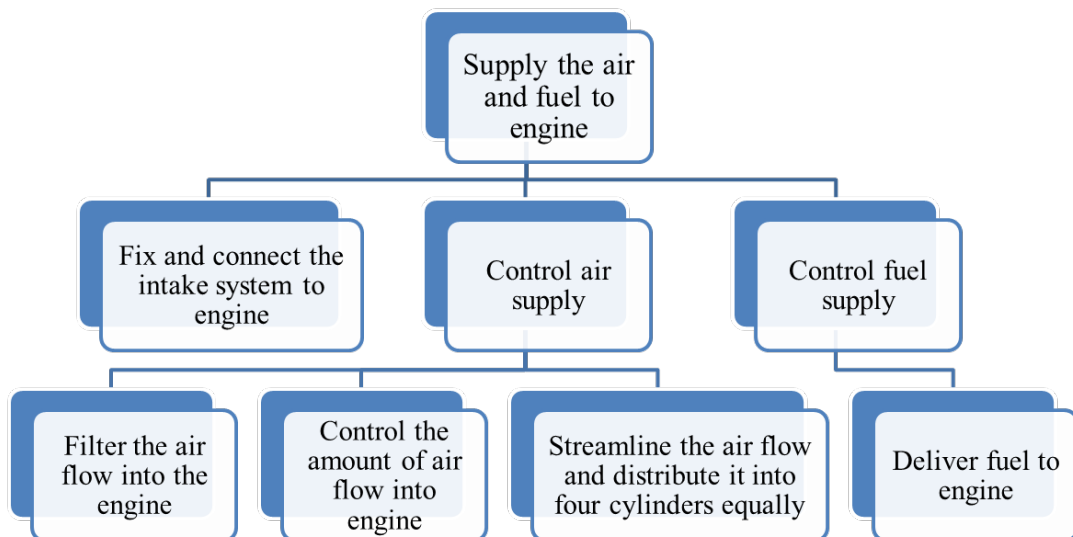 Supply the air
and fuel to
engine
Fix and connect the
intake system to
engine
Control air
supply
Control fuel
supply
Filter the air
flow into the
engine
Control the
amount of air
flow into
engine
Streamline the air flow
and distribute it into
four cylinders equally
Deliver fuel to
engine